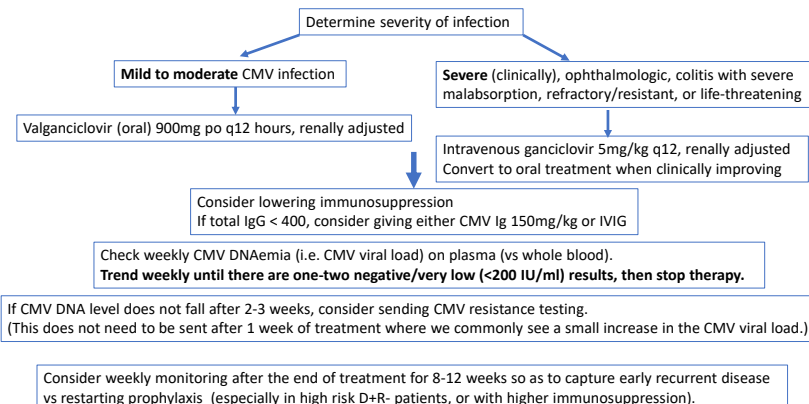 Determine severity of infection
Mild to moderate CMV infection
Severe (clinically), ophthalmologic, colitis with severe
malabsorption, refractory/resistant, or life-threatening
Valganciclovir (oral) 900mg po q12 hours, renally adjusted
Intravenous ganciclovir 5mg/kg q12, renally adjusted
Convert to oral treatment when clinically improving
Consider lowering immunosuppression
If total IgG < 400, consider giving either CMV Ig 150mg/kg or IVIG
Check weekly CMV DNAemia (i.e. CMV viral load) on plasma (vs whole blood).
Trend weekly until there are one-two negative/very low (<200 IU/ml) results, then stop therapy.
If CMV DNA level does not fall after 2-3 weeks, consider sending CMV resistance testing.
(This does not need to be sent after 1 week of treatment where we commonly see a small increase in the CMV viral load.)
Consider weekly monitoring after the end of treatment for 8-12 weeks so as to capture early recurrent disease
vs restarting prophylaxis (especially in high risk D+R- patients, or with higher immunosuppression).